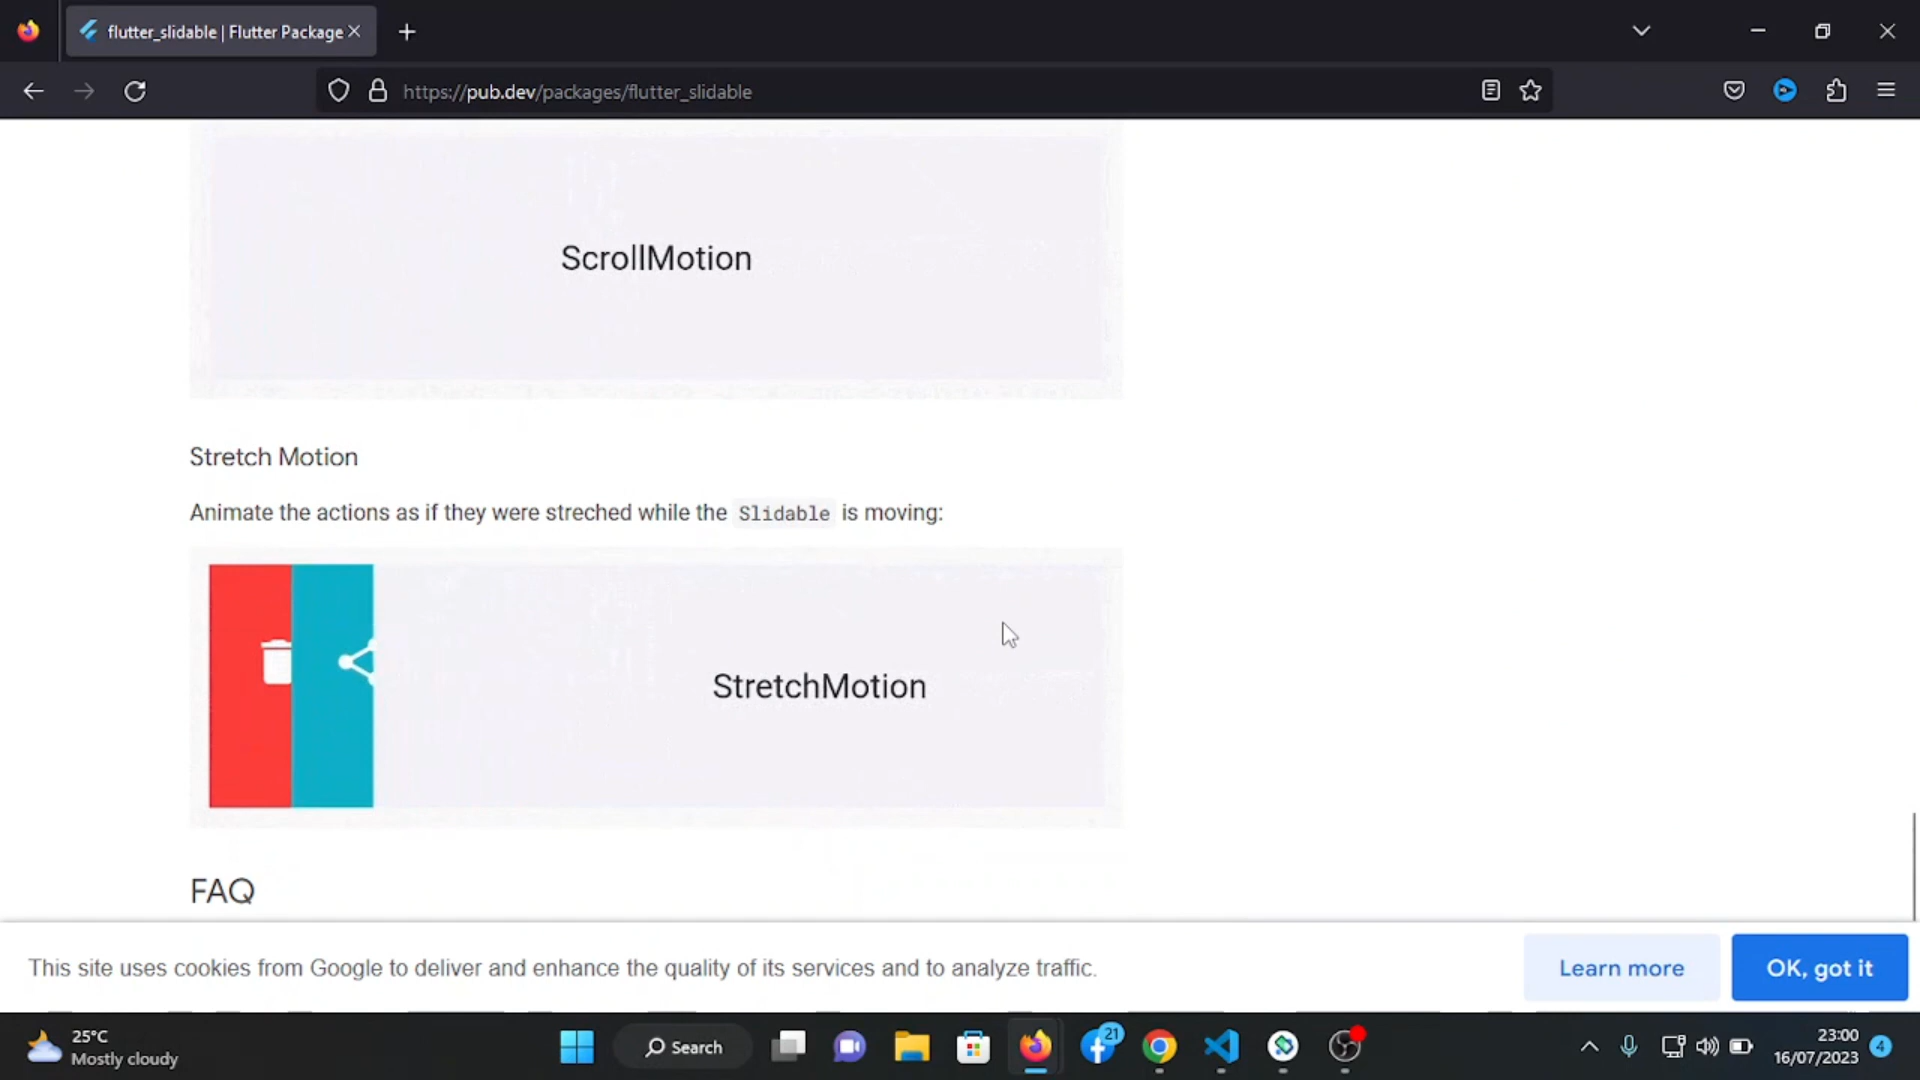 flutter_slidable | Flutter Package
https://pub.dev/packages/flutter_slidable
ScrollMotion
Stretch Motion
Animate the actions as if they were streched while the Slidable is moving:
StretchMotion
FAQ
This site uses cookies from Google to deliver and enhance the quality of its services and to analyze traffic.
Learn more
OK, got it
25°C
Mostly cloudy
Search
21
23:00
16/07/2023
4